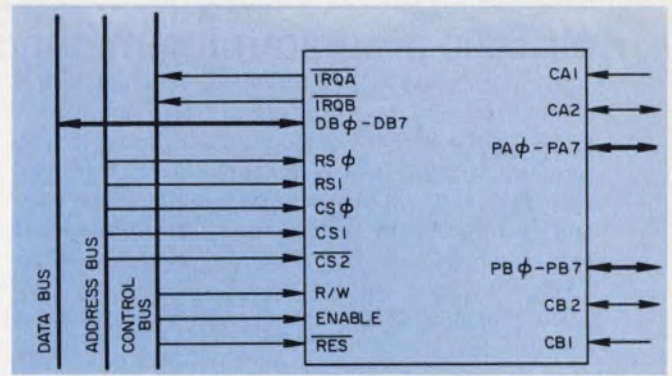 IRQA
IRQB
DBϕ-DB7
RSϕ
RS1
CSϕ
CS1
CS2
R/W
ENABLE
RES
CA1
CA2
PAϕ-PA7
PBϕ-PB7
CB2
CB1
DATA BUS
ADDRESS BUS
CONTROL
BUS